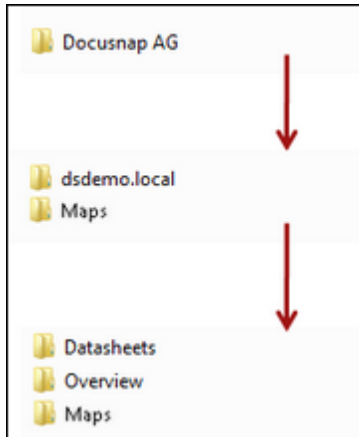 Docusnap AG
dsdemo.local
Maps
Datasheets
Overview
Maps